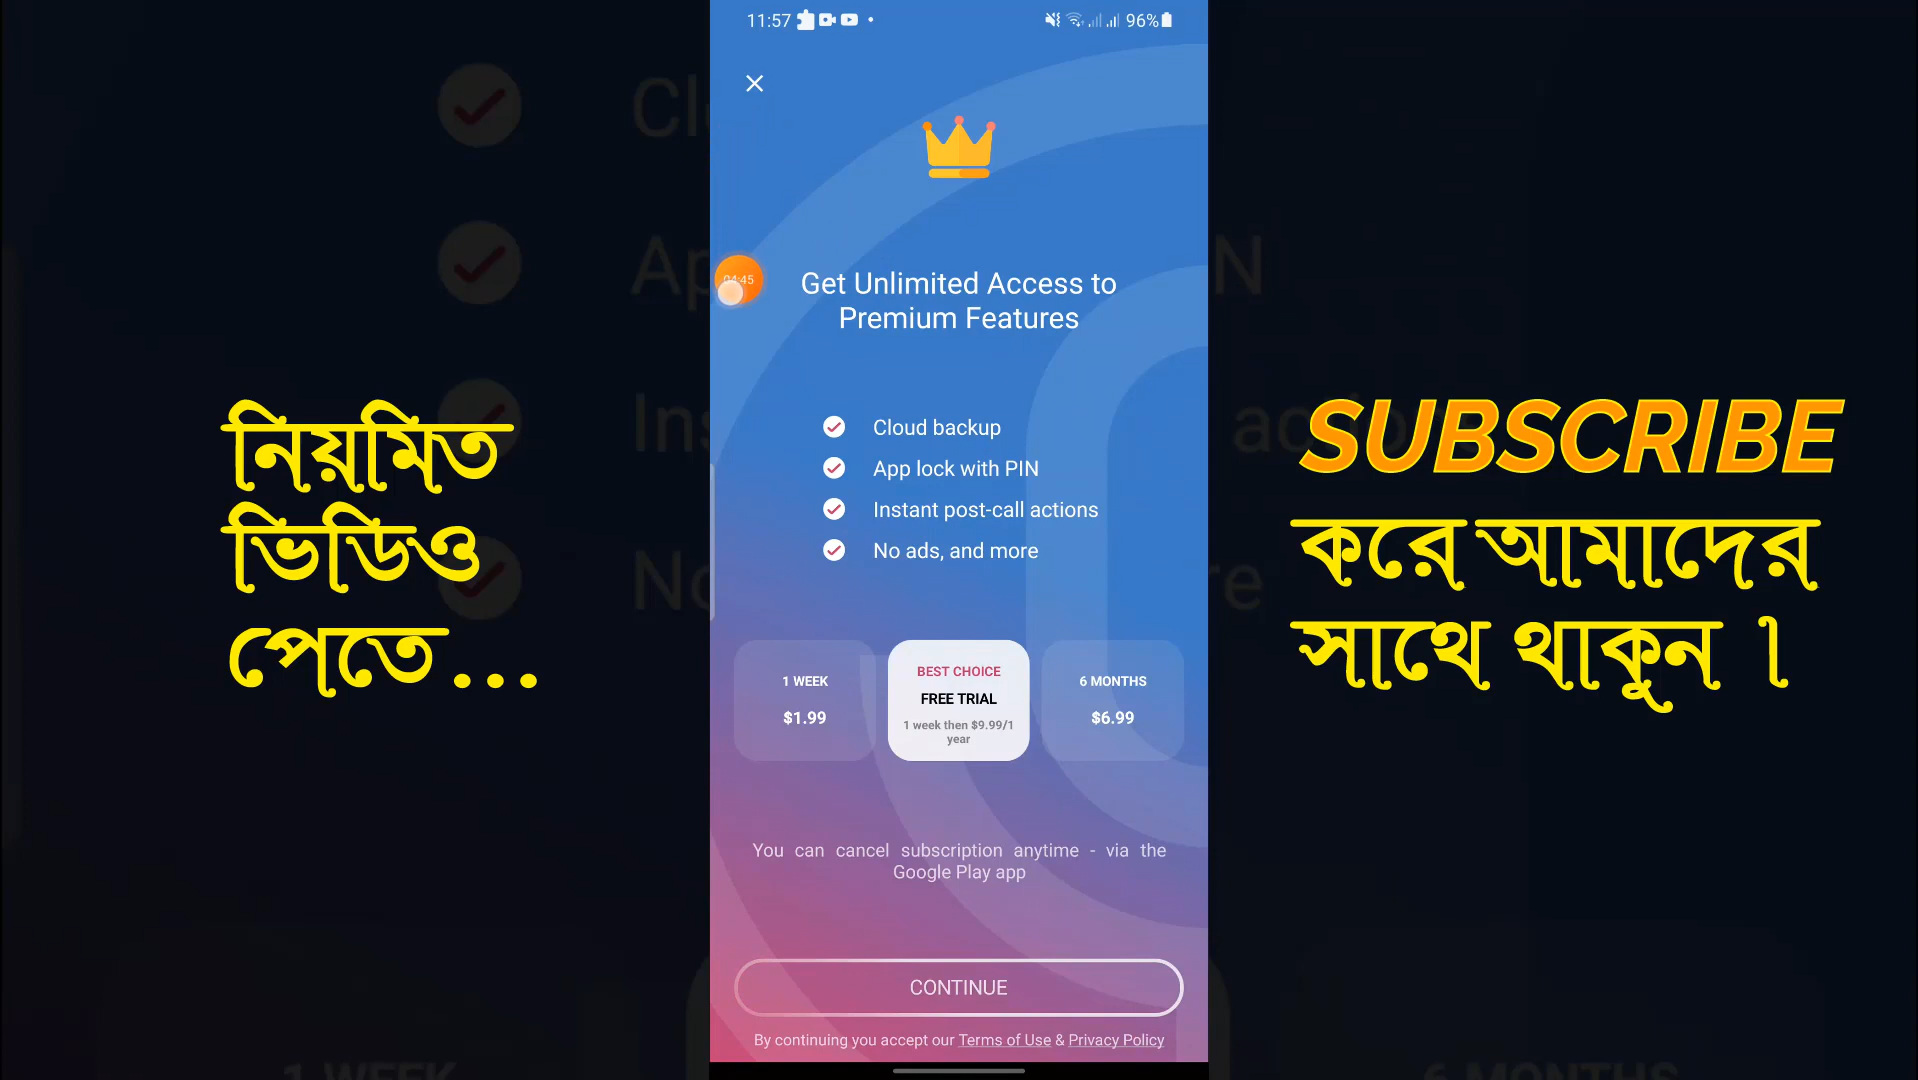 11:57
96%
04:45
Get Unlimited Access to
Premium Features
Cloud backup
App lock with PIN
Instant post-call actions
No ads, and more
নিয়মিত
ভিডিও
পেতে...
SUBSCRIBE
করে আমাদের
সাথে থাকুন ।
1 WEEK
$1.99
BEST CHOICE
FREE TRIAL
1 week then $9.99/1
year
6 MONTHS
$6.99
You can cancel subscription anytime - via the
Google Play app
CONTINUE
By continuing you accept our Terms of Use & Privacy Policy